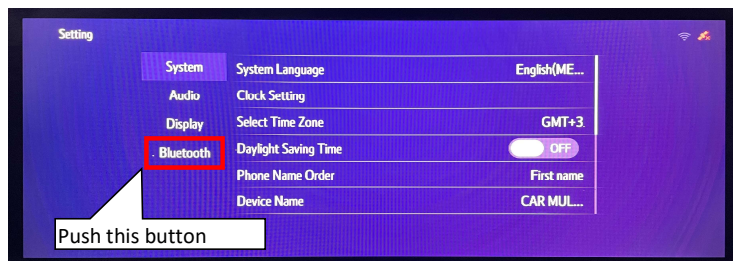 Setting
System
System Language English(ME...
Audio
Clock Setting
Display
Select Time Zone GMT+3.
Bluetooth
Daylight Saving Time OFF
Phone Name Order First name
Device Name CAR MUL...
Push this button